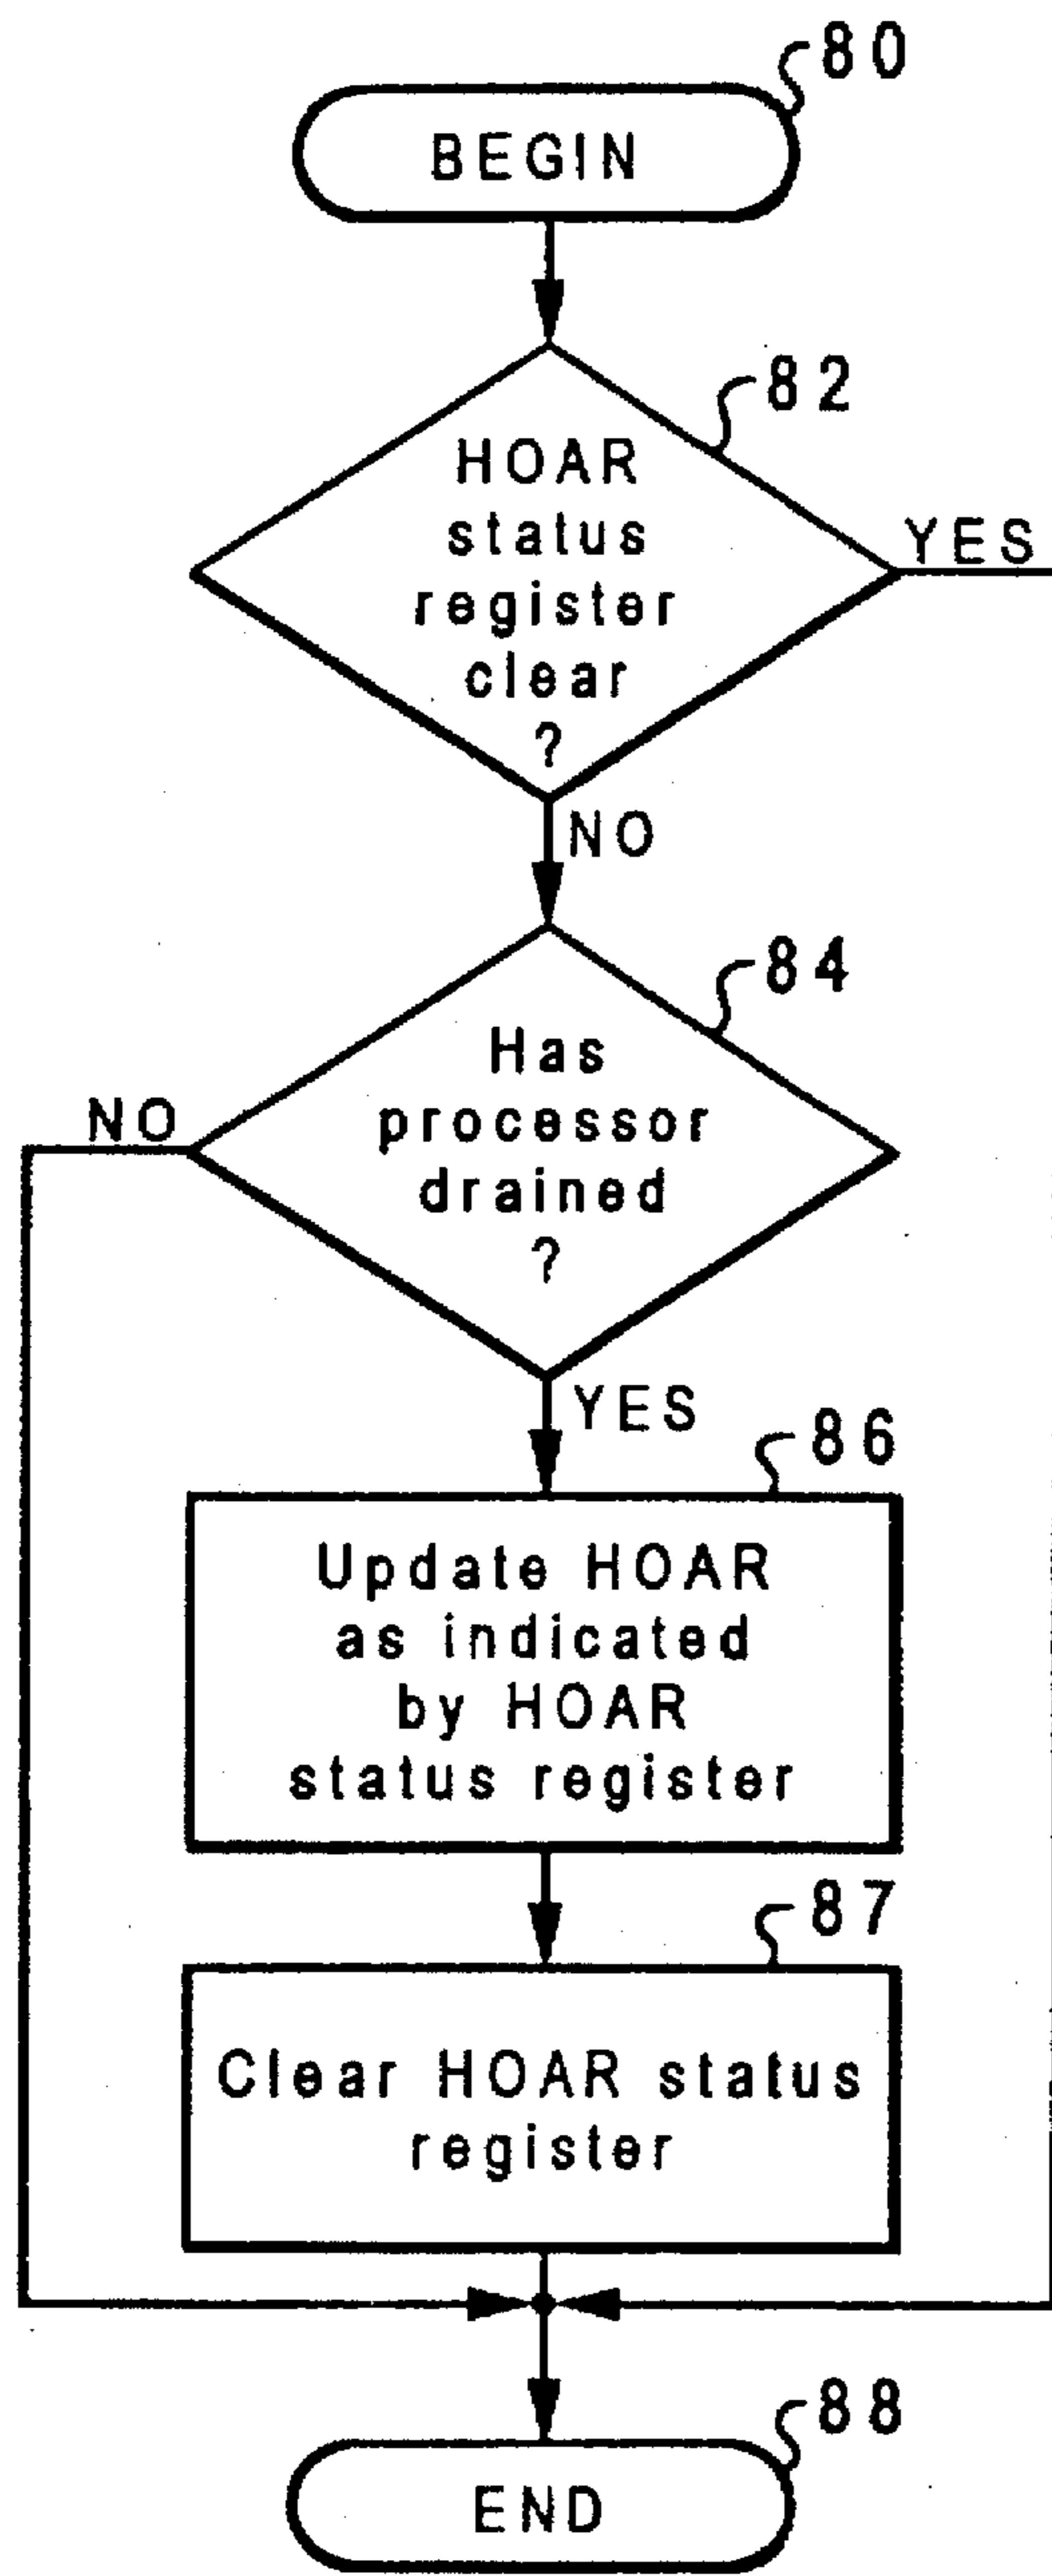 80
BEGIN
82
HOAR
status
register
clear
?
YES
NO
84
Has
processor
drained
?
NO
YES
86
Update HOAR
as indicated
by HOAR
status register
87
Clear HOAR status
register
88
END